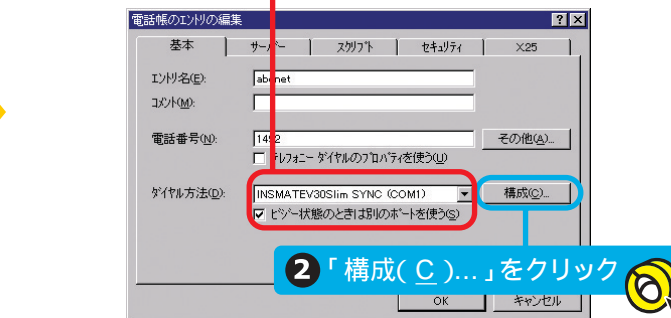 電話帳のエントリの編集
基本 サーバー スクリプト セキュリティ X.25
エントリ名(E): abcnet
コメント(M):
電話番号(N): 1492 その他(A)...
テレフォニー ダイヤルのプロパティを使う(U)
ダイヤル方法(D): INSMATEV30Slim SYNC (COM1) 構成(C)...
ビジー状態のときは別のポートを使う(S)
2 「構成( C )...」をクリック
OK キャンセル